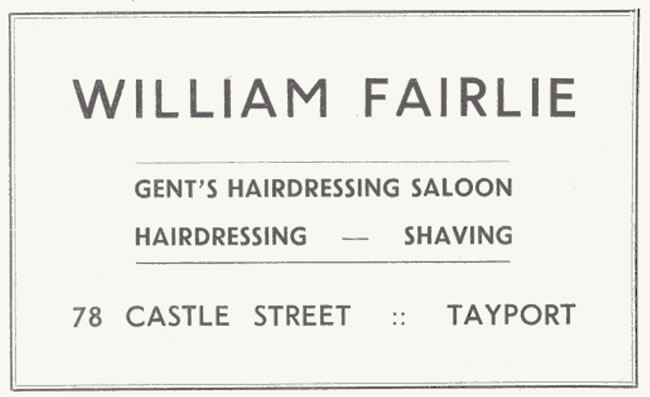 WILLIAM FAIRLIE
GENT'S HAIRDRESSING SALOON
HAIRDRESSING — SHAVING
78 CASTLE STREET :: TAYPORT